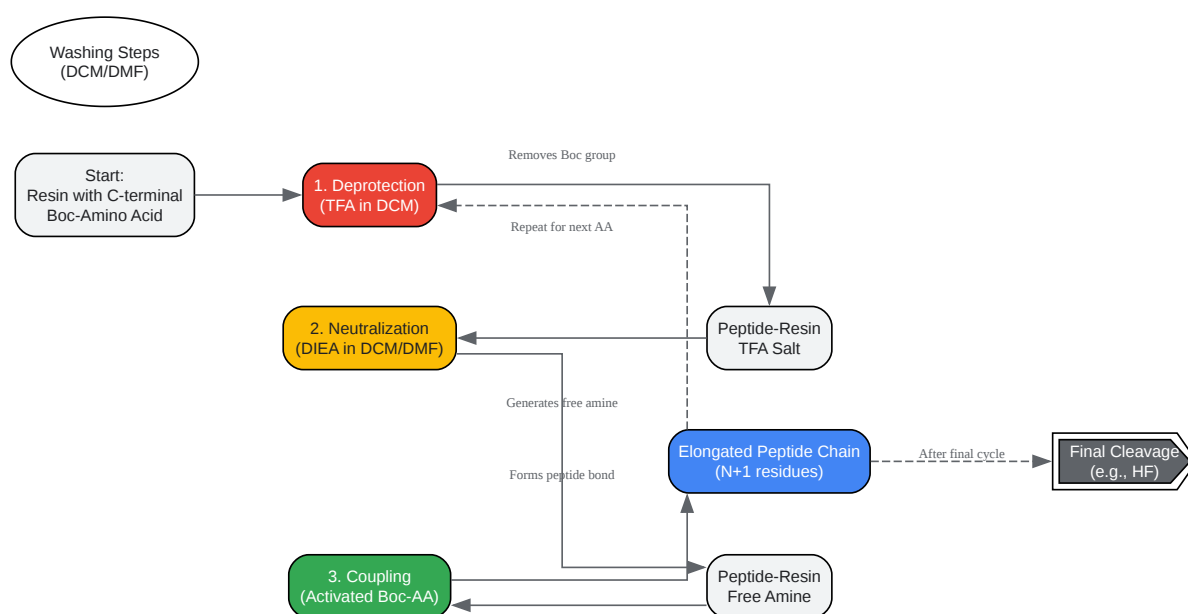 Washing Steps
(DCM/DMF)
Start:
Resin with C-terminal
Boc-Amino Acid
1. Deprotection
(TFA in DCM)
Removes Boc group
Repeat for next AA
2. Neutralization
(DIEA in DCM/DMF)
Peptide-Resin
TFA Salt
Generates free amine
Elongated Peptide Chain
(N+1 residues)
After final cycle
Final Cleavage
(e.g., HF)
Forms peptide bond
3. Coupling
(Activated Boc-AA)
Peptide-Resin
Free Amine